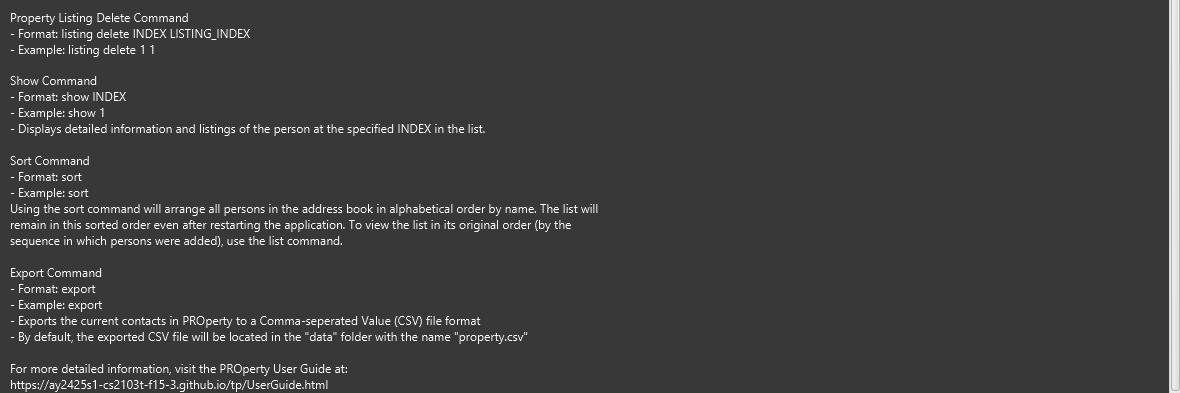 Property Listing Delete Command
- Format: listing delete INDEX LISTING_INDEX
- Example: listing delete 1 1
Show Command
- Format: show INDEX
- Example: show 1
- Displays detailed information and listings of the person at the specified INDEX in the list.
Sort Command
- Format: sort
- Example: sort
Using the sort command will arrange all persons in the address book in alphabetical order by name. The list will
remain in this sorted order even after restarting the application. To view the list in its original order (by the
sequence in which persons were added), use the list command.
Export Command
- Format: export
- Example: export
- Exports the current contacts in PROperty to a Comma-seperated Value (CSV) file format
- By default, the exported CSV file will be located in the "data" folder with the name "property.csv"
For more detailed information, visit the PROperty User Guide at:
https://ay2425s1-cs2103t-f15-3.github.io/tp/UserGuide.html